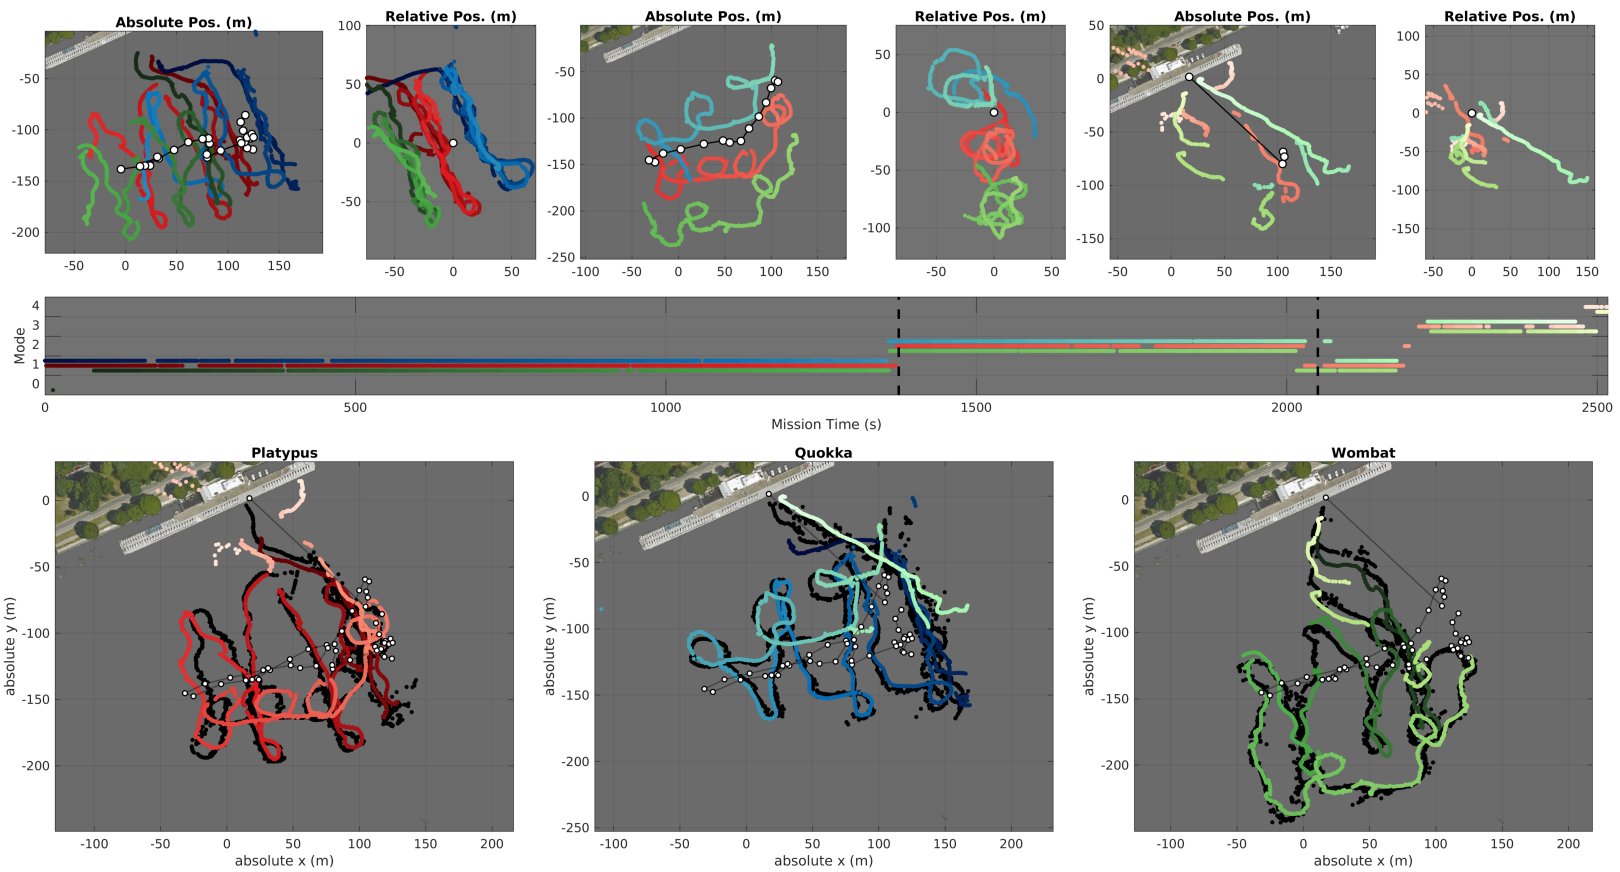 Absolute Pos. (m) Relative Pos. (m) Absolute Pos. (m) Relative Pos. (m) Absolute Pos. (m) Relative Pos. (m)
-50 -100 -150 -200
-50 0 50 100 150
100 50 0 -50
-50 0 50
-50 -100 -150 -200 -250
-100 -50 0 50 100 150
50 0 -50 -100
-50 0 50
50 0 -50 -100 -150
-50 0 50 100 150
100 50 0 -50 -100 -150
-50 0 50 100 150
Mode
4
3
2
1
0
0 500 1000 1500 2000 2500
Mission Time (s)
Platypus
absolute y (m)
0 -50 -100 -150 -200
-100 -50 0 50 100 150 200
absolute x (m)
Quokka
absolute y (m)
0 -50 -100 -150 -200 -250
-100 -50 0 50 100 150 200
absolute x (m)
Wombat
absolute y (m)
0 -50 -100 -150 -200
-100 -50 0 50 100 150 200
absolute x (m)